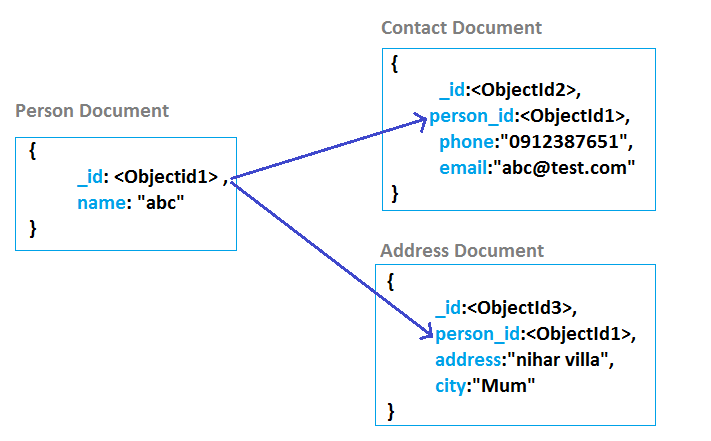 Contact Document
{
_id:<ObjectId2>,
person_id:<ObjectId1>,
phone:"0912387651",
email:"abc@test.com"
}
Person Document
{
_id: <Objectid1> ,
name: "abc"
}
Address Document
{
_id:<ObjectId3>,
person_id:<ObjectId1>,
address:"nihar villa",
city:"Mum"
}